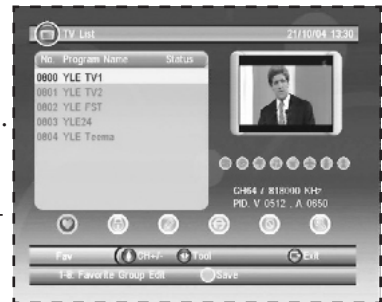 TV List 21/10/04 13:30
No. Program Name Status
0800 YLE TV1
0801 YLE TV2
0802 YLE FST
0803 YLE24
0804 YLE Teema
CH64 / 818000 KHz
PID. V 0512 , A 0650
Fav CH+/- Tool Exit
1-8: Favorite Group Edit Save